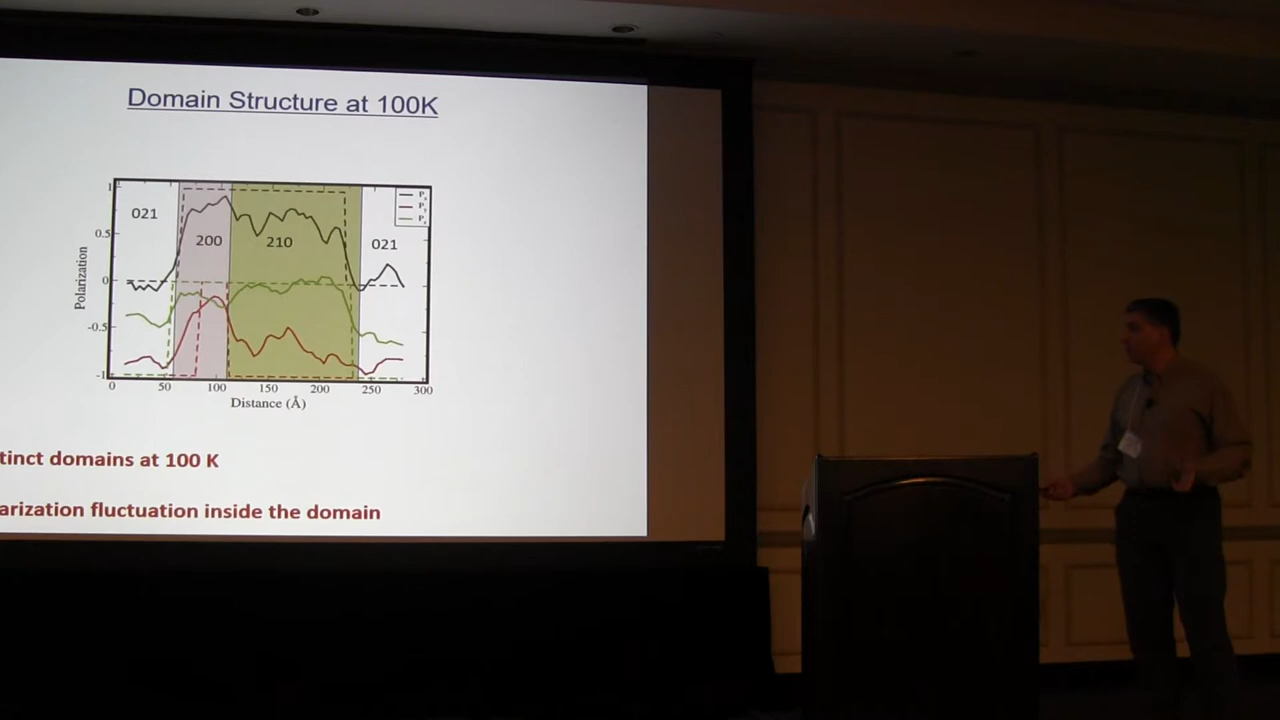 Domain Structure at 100K
1
0.5
0
-0.5
-1
Polarization
021
200
210
021
P
P
P
0
50
100
150
200
250
300
Distance (Å)
tinct domains at 100 K
arization fluctuation inside the domain